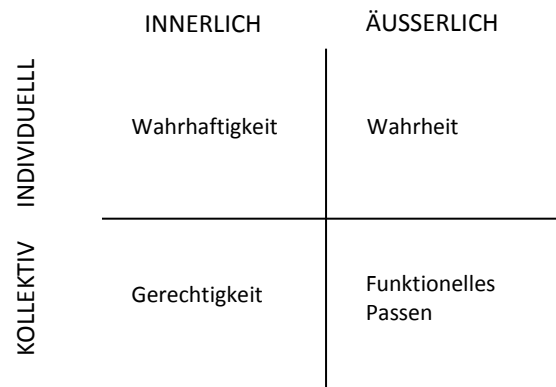 INNERLICH ÄUSSERLICH
INDIVIDUELLL
Wahrhaftigkeit Wahrheit
KOLLEKTIV
Gerechtigkeit Funktionelles
Passen